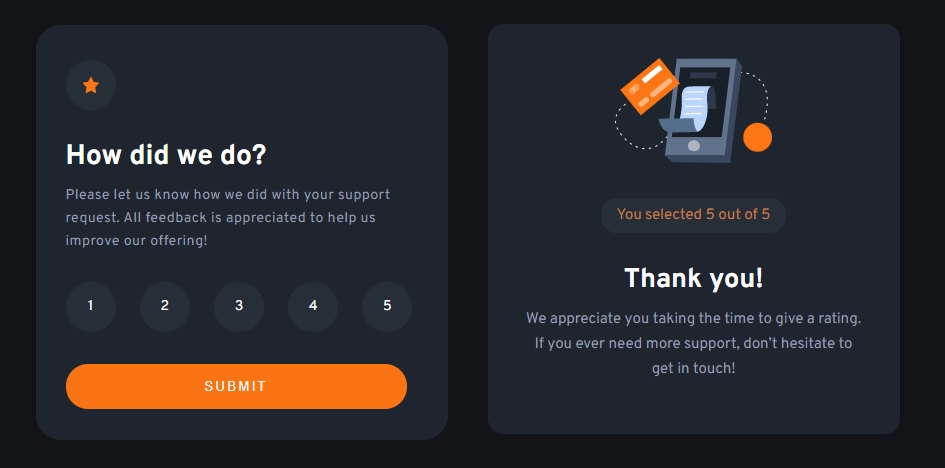 How did we do?
Please let us know how we did with your support
request. All feedback is appreciated to help us
improve our offering!
1 2 3 4 5
SUBMIT
You selected 5 out of 5
Thank you!
We appreciate you taking the time to give a rating.
If you ever need more support, don’t hesitate to
get in touch!